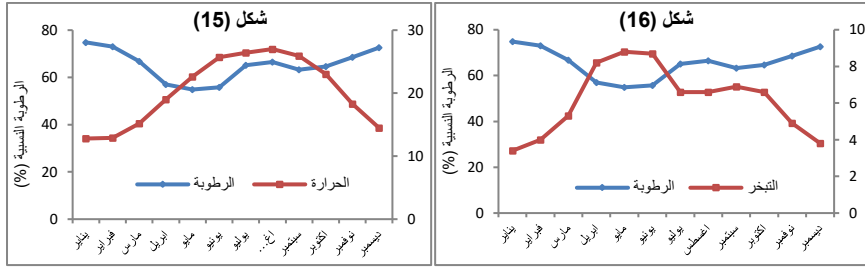 شكل (15)
80
60
40
20
0
30
20
10
0
الرطوبة النسبية (%)
الرطوبة
الحرارة
يناير
فبراير
مارس
ابريل
مايو
يونيو
يوليو
اغ...
سبتمبر
اكتوبر
نوفمبر
ديسمبر
شكل (16)
80
60
40
20
0
10
8
6
4
2
0
الرطوبة النسبية (%)
الرطوبة
التبخر
يناير
فبراير
مارس
ابريل
مايو
يونيو
يوليو
اغسطس
سبتمبر
اكتوبر
نوفمبر
ديسمبر